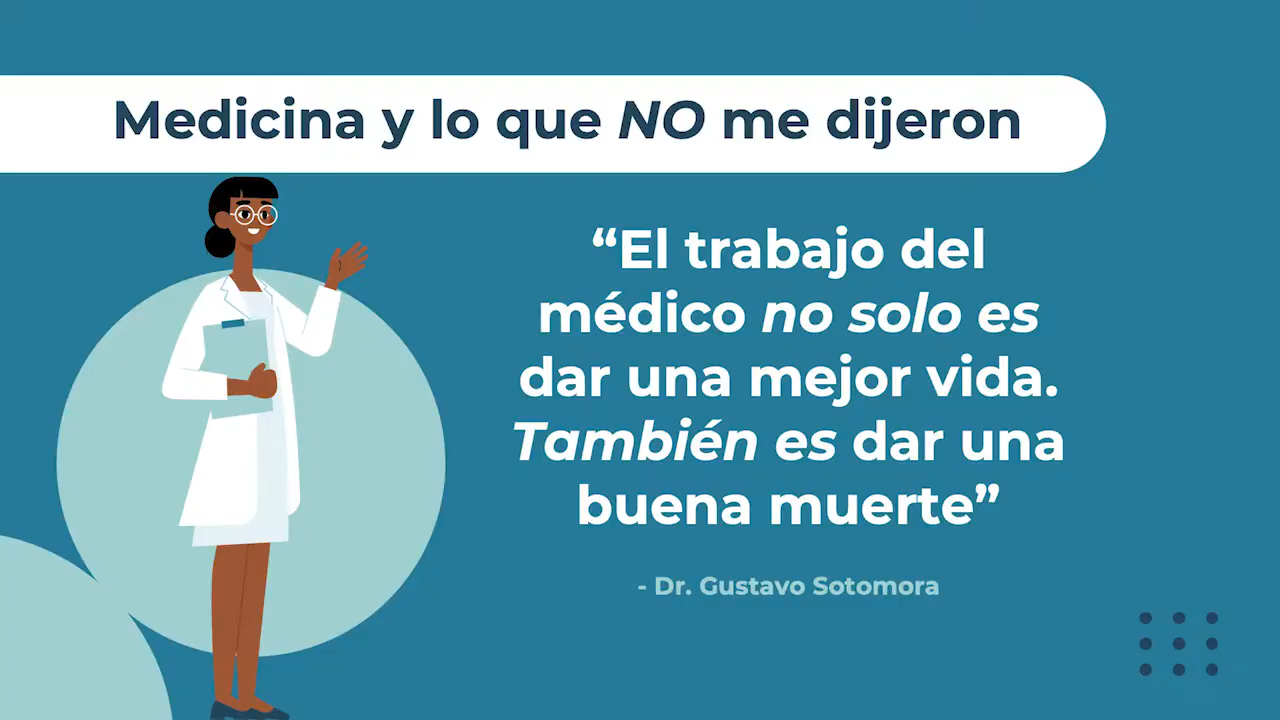 Medicina y lo que NO me dijeron
“El trabajo del
médico no solo es
dar una mejor vida.
También es dar una
buena muerte”
- Dr. Gustavo Sotomora